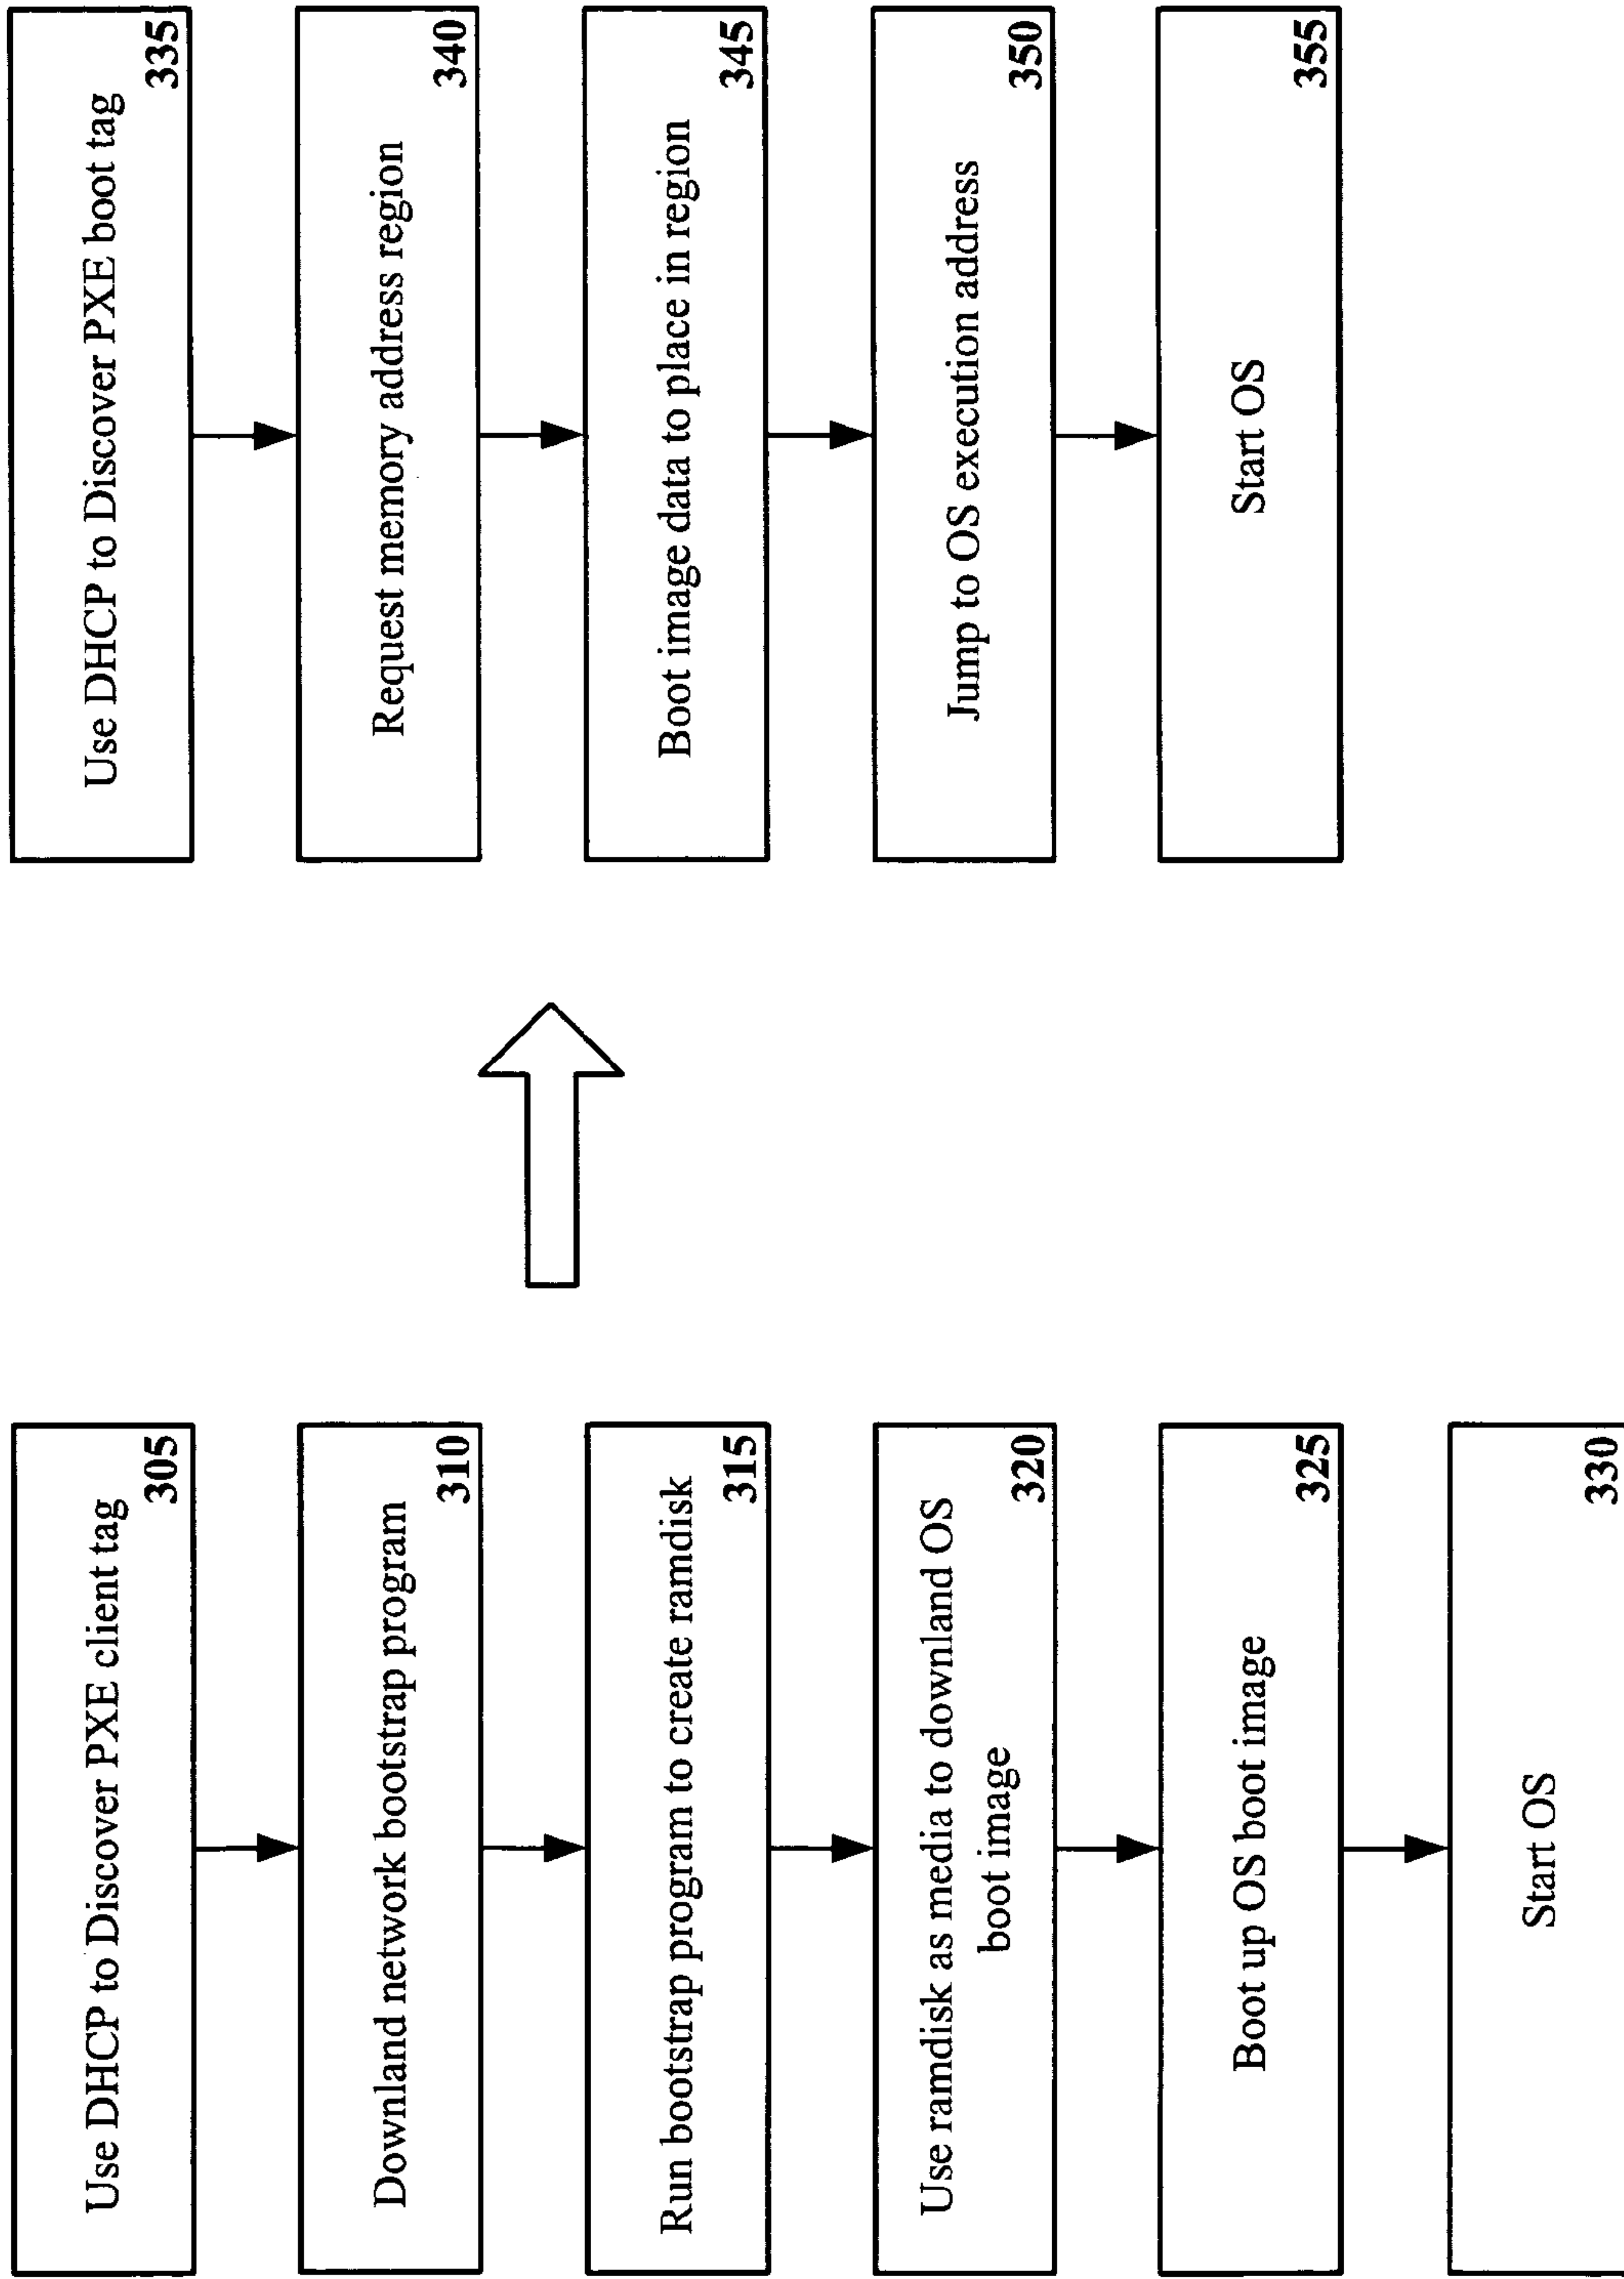 Use DHCP to Discover PXE client tag
305
Downland network bootstrap program
310
Run bootstrap program to create ramdisk
315
Use ramdisk as media to downland OS
boot image
320
Boot up OS boot image
325
Start OS
330
Use DHCP to Discover PXE boot tag
335
Request memory address region
340
Boot image data to place in region
345
Jump to OS execution address
350
Start OS
355